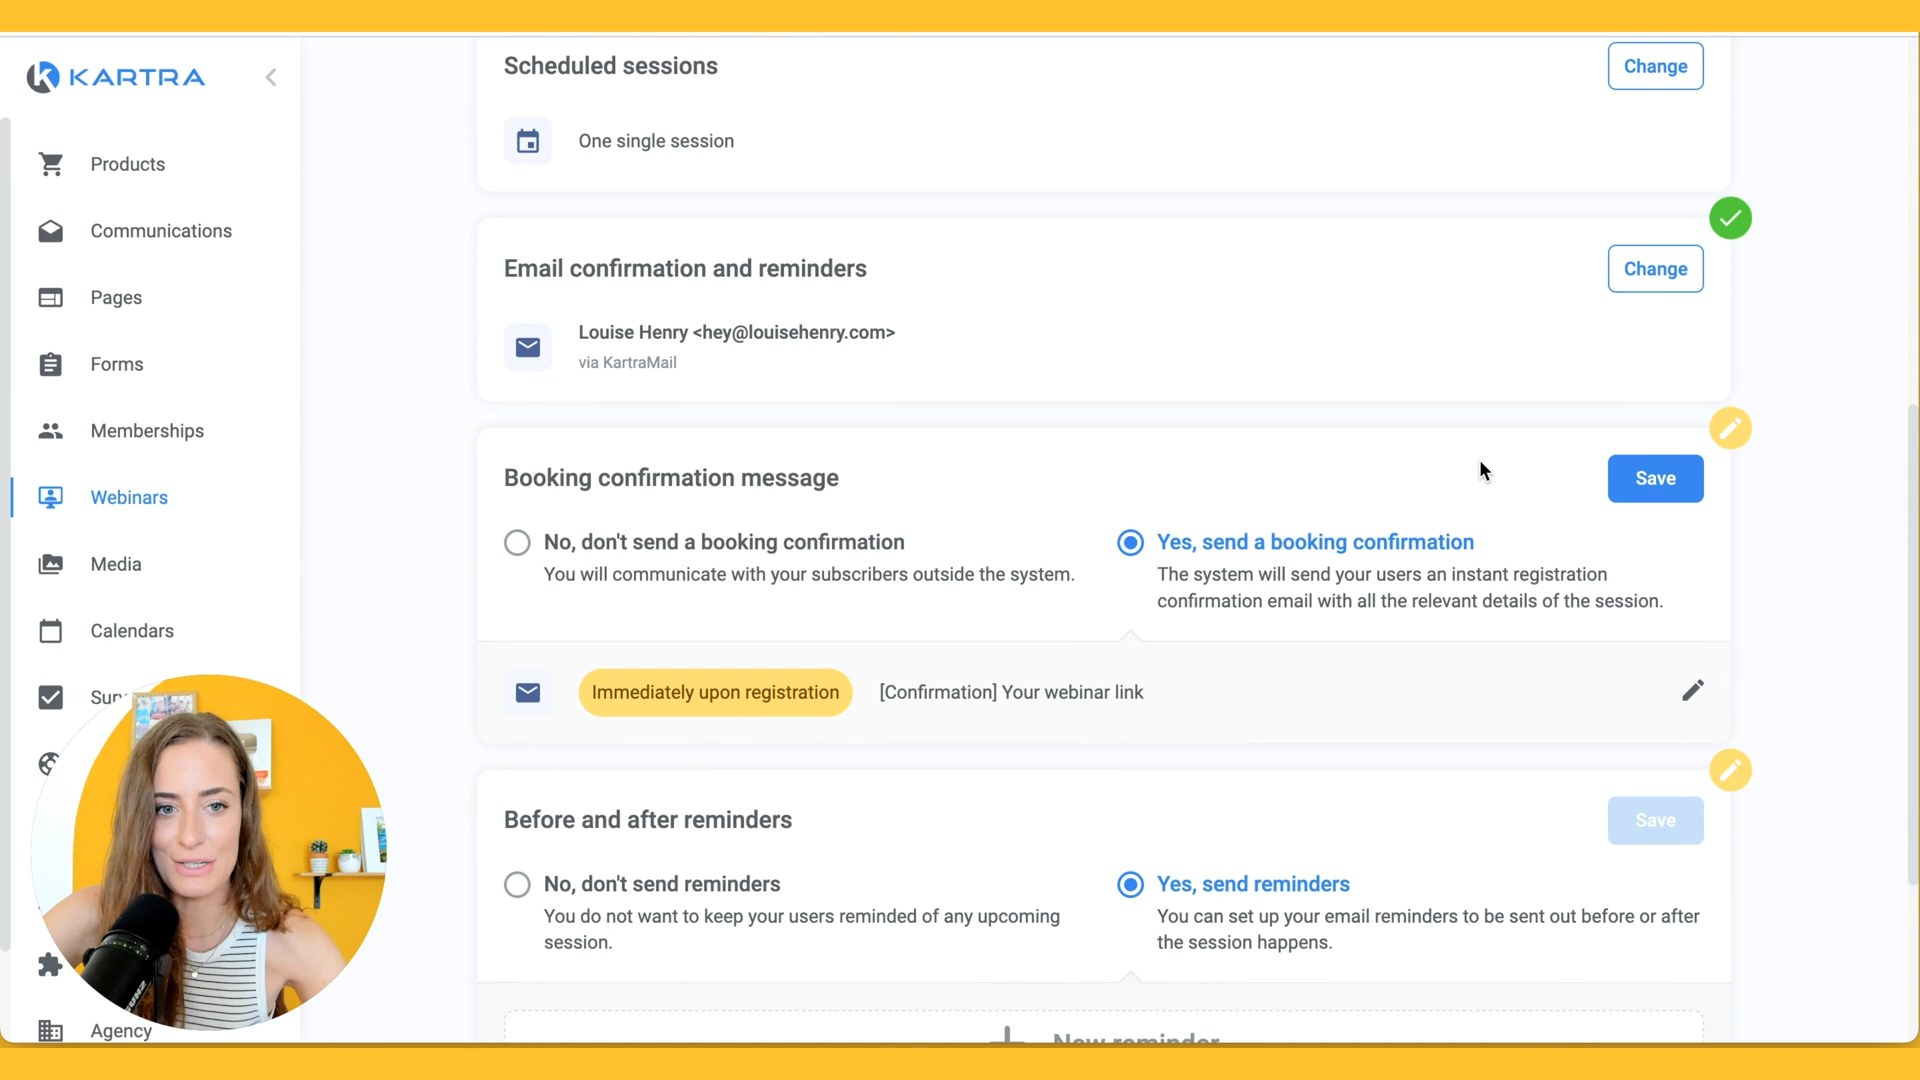 KARTRA
Products
Communications
Pages
Forms
Memberships
Webinars
Media
Calendars
Agency
Scheduled sessions
Change
One single session
Email confirmation and reminders
Change
Louise Henry <hey@louisehenry.com>
via KartraMail
Booking confirmation message
Save
No, don't send a booking confirmation
You will communicate with your subscribers outside the system.
Yes, send a booking confirmation
The system will send your users an instant registration
confirmation email with all the relevant details of the session.
Immediately upon registration
[Confirmation] Your webinar link
Before and after reminders
Save
No, don't send reminders
You do not want to keep your users reminded of any upcoming
session.
Yes, send reminders
You can set up your email reminders to be sent out before or after
the session happens.
New reminder